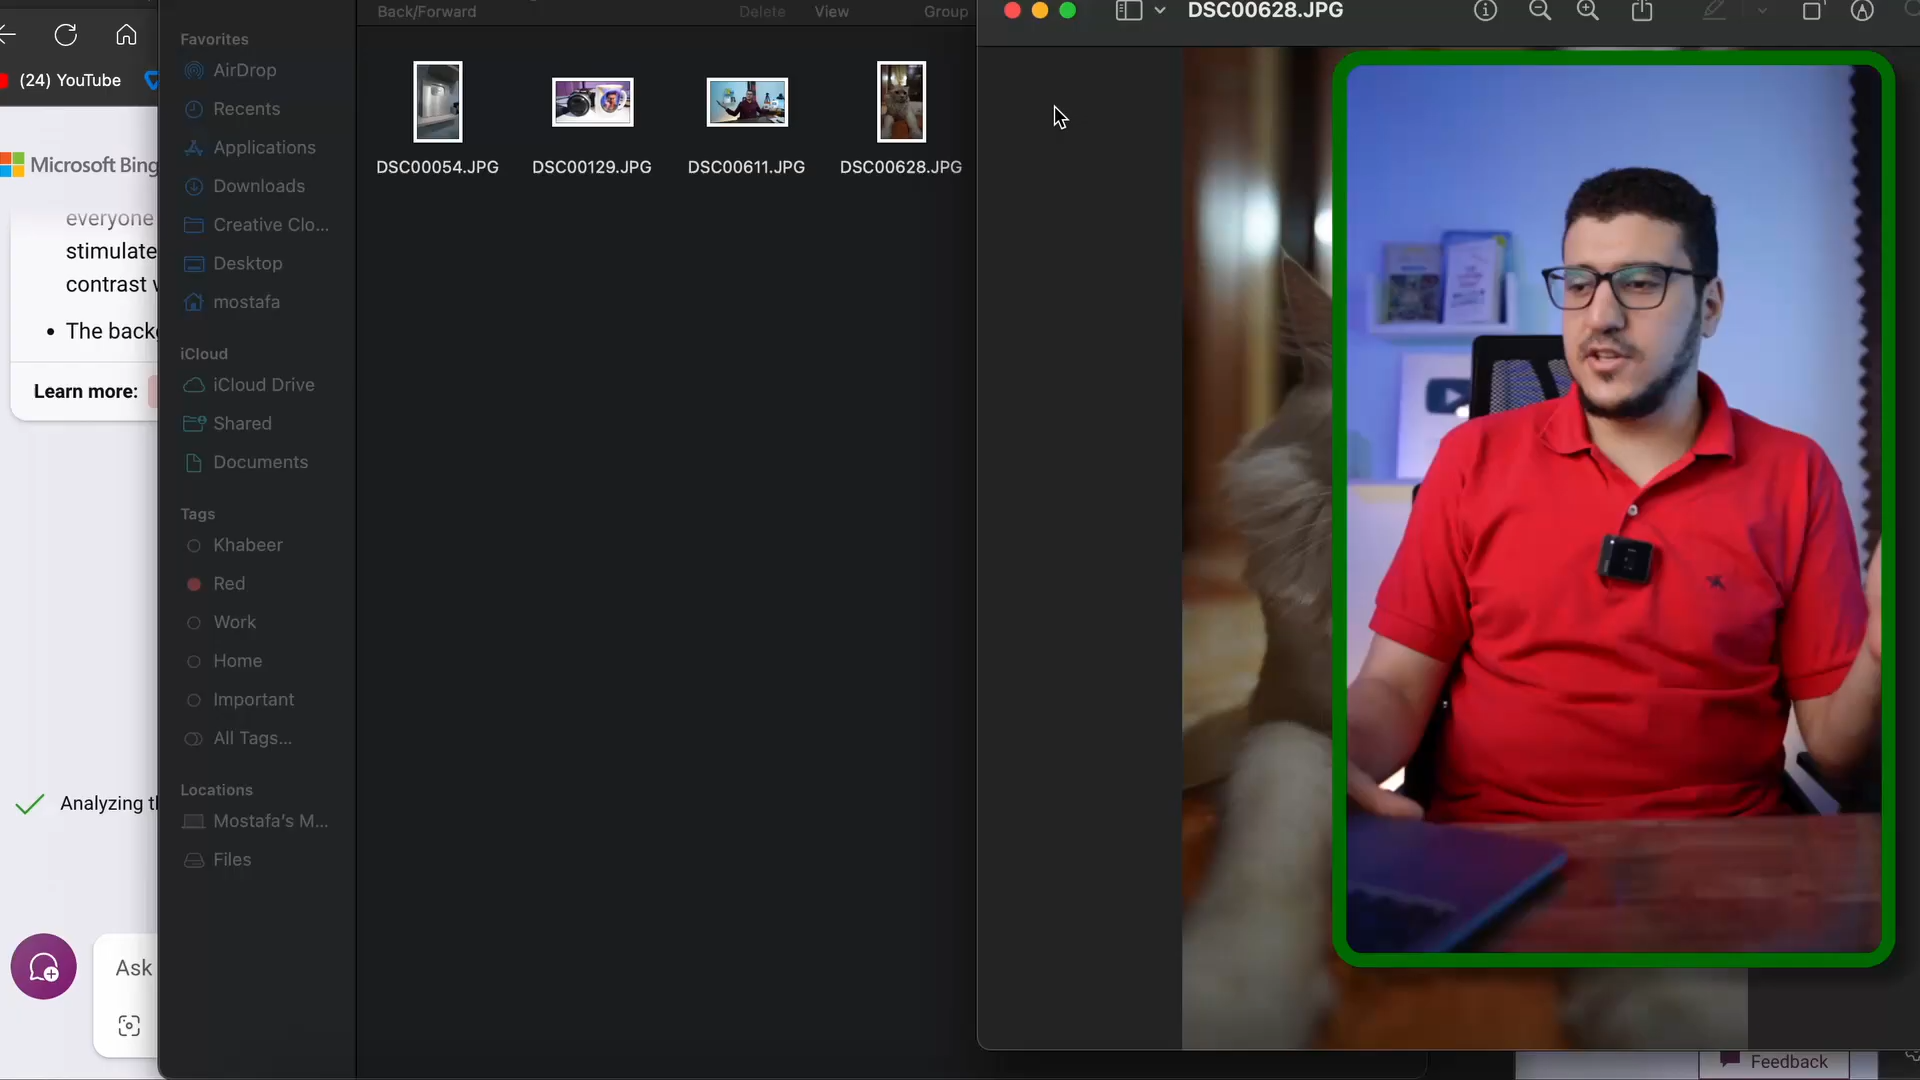 Back/Forward
Delete
View
Group
DSC00628.JPG
(24) YouTube
Microsoft Bing
everyone
stimulate
contrast
The back
Learn more:
Analyzing
Ask
Favorites
AirDrop
Recents
Applications
Downloads
Creative Clo...
Desktop
mostafa
iCloud
iCloud Drive
Shared
Documents
Tags
Khabeer
Red
Work
Home
Important
All Tags...
Locations
Mostafa's M...
Files
DSC00054.JPG
DSC00129.JPG
DSC00611.JPG
DSC00628.JPG
Feedback